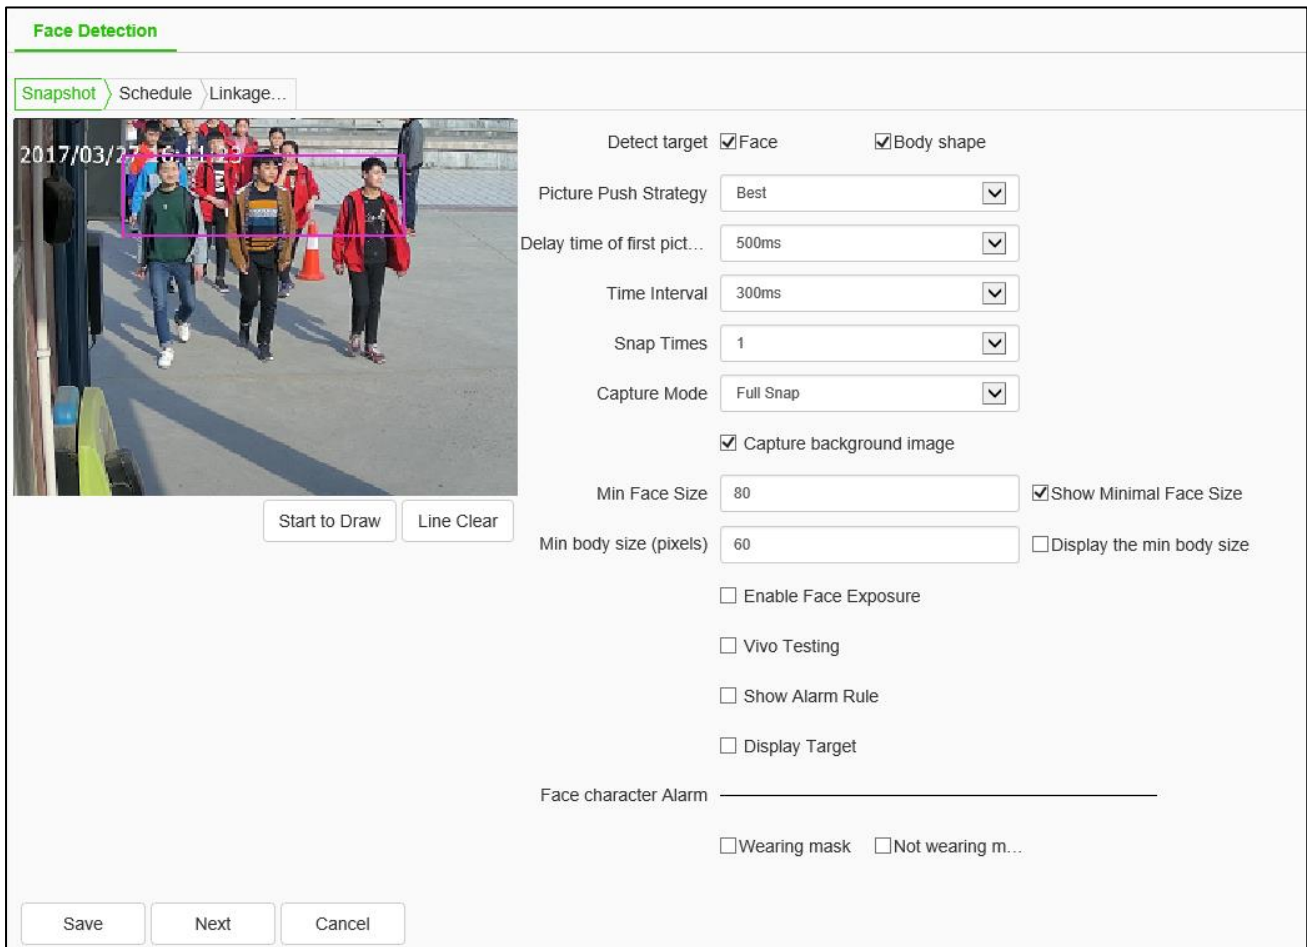 Face Detection
Snapshot Schedule Linkage...
2017/03/27 16:11:23
Detect target Face Body shape
Picture Push Strategy Best
Delay time of first pict... 500ms
Time Interval 300ms
Snap Times 1
Capture Mode Full Snap
Capture background image
Min Face Size 80 Show Minimal Face Size
Start to Draw Line Clear
Min body size (pixels) 60 Display the min body size
Enable Face Exposure
Vivo Testing
Show Alarm Rule
Display Target
Face character Alarm
Wearing mask Not wearing m...
Save Next Cancel